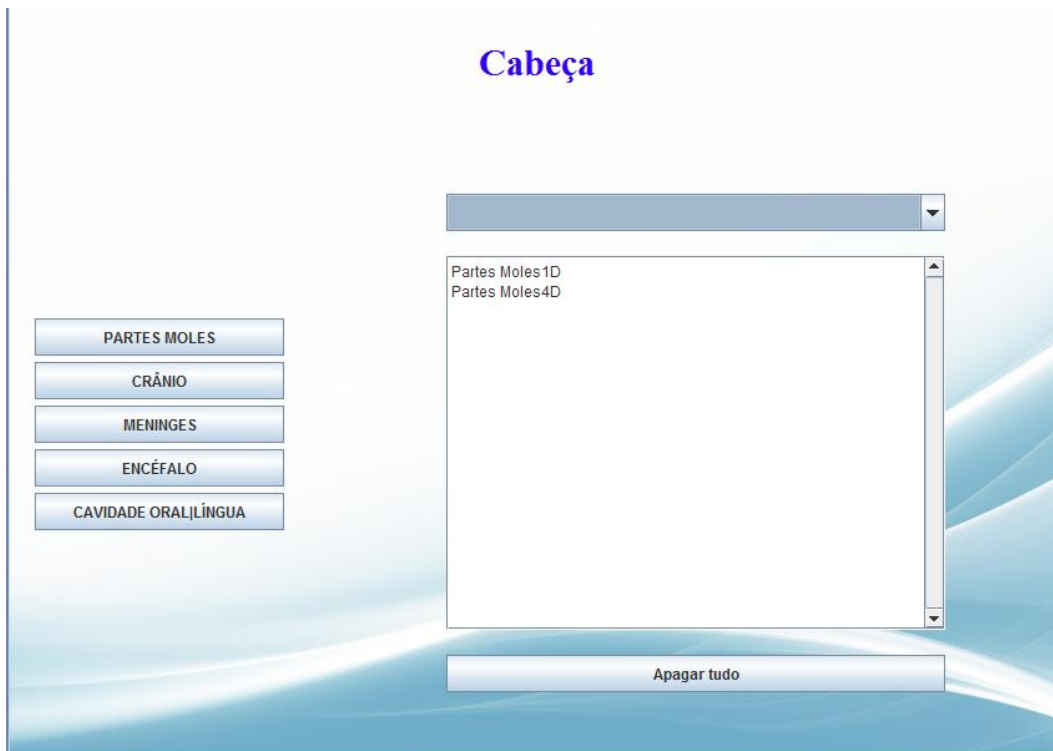 Cabeça
Partes Moles1D
Partes Moles4D
PARTES MOLES
CRÂNIO
MENINGES
ENCÉFALO
CAVIDADE ORAL|LÍNGUA
Apagar tudo